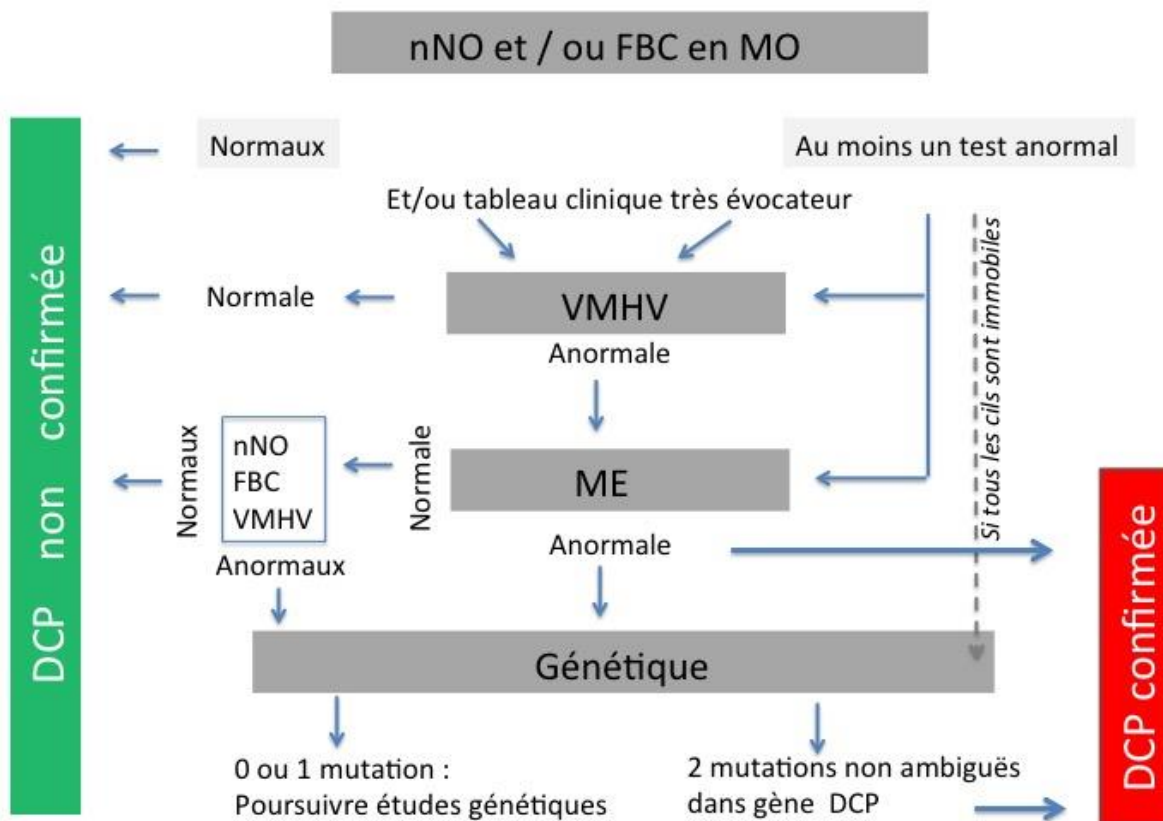 nNO et / ou FBC en MO
Normaux
Au moins un test anormal
Et/ou tableau clinique très évocateur
Si tous les cils sont immobiles
DCP non confirmée
Normale
VMHV
Anormale
Normaux
nNO
FBC
VMHV
Normale
ME
Anormaux
Anormale
DCP confirmée
Génétique
0 ou 1 mutation :
Poursuivre études génétiques
2 mutations non ambiguës
dans gène DCP